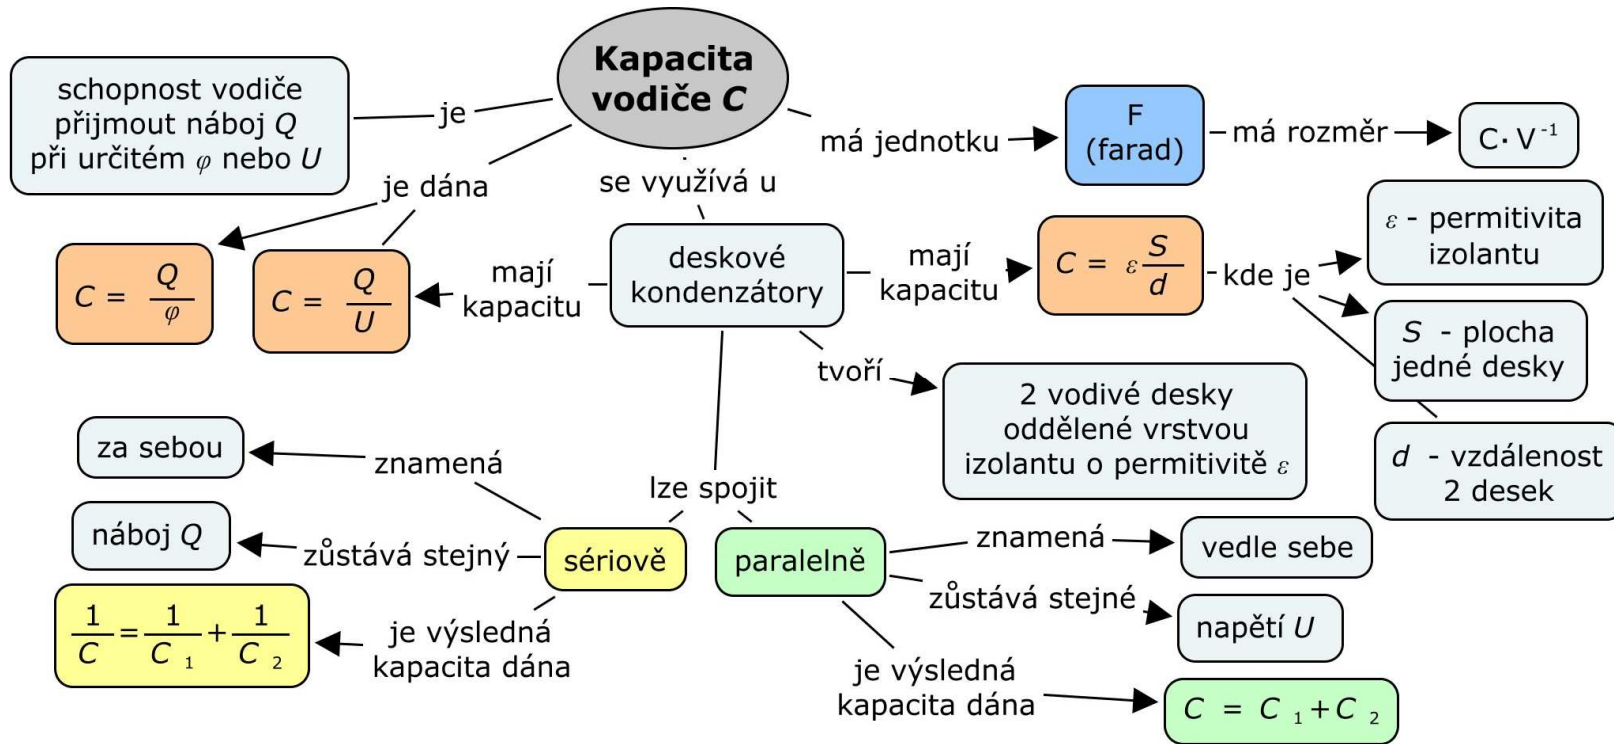 Kapacita
vodiče C
schopnost vodiče
přijmout náboj Q
při určitém φ nebo U
je
má jednotku
F
(farad)
má rozměr
C· V⁻¹
je dána
se využívá u
C = Q/φ
C = Q/U
mají
kapacitu
deskové
kondenzátory
mají
kapacitu
C = ε S/d
kde je
ε - permitivita
izolantu
S - plocha
jedné desky
d - vzdálenost
2 desek
tvoří
2 vodivé desky
oddělené vrstvou
izolantu o permitivitě ε
lze spojit
za sebou
znamená
náboj Q
zůstává stejný
sériově
1/C = 1/C₁ + 1/C₂
je výsledná
kapacita dána
paralelně
znamená
vedle sebe
zůstává stejné
napětí U
je výsledná
kapacita dána
C = C₁ + C₂